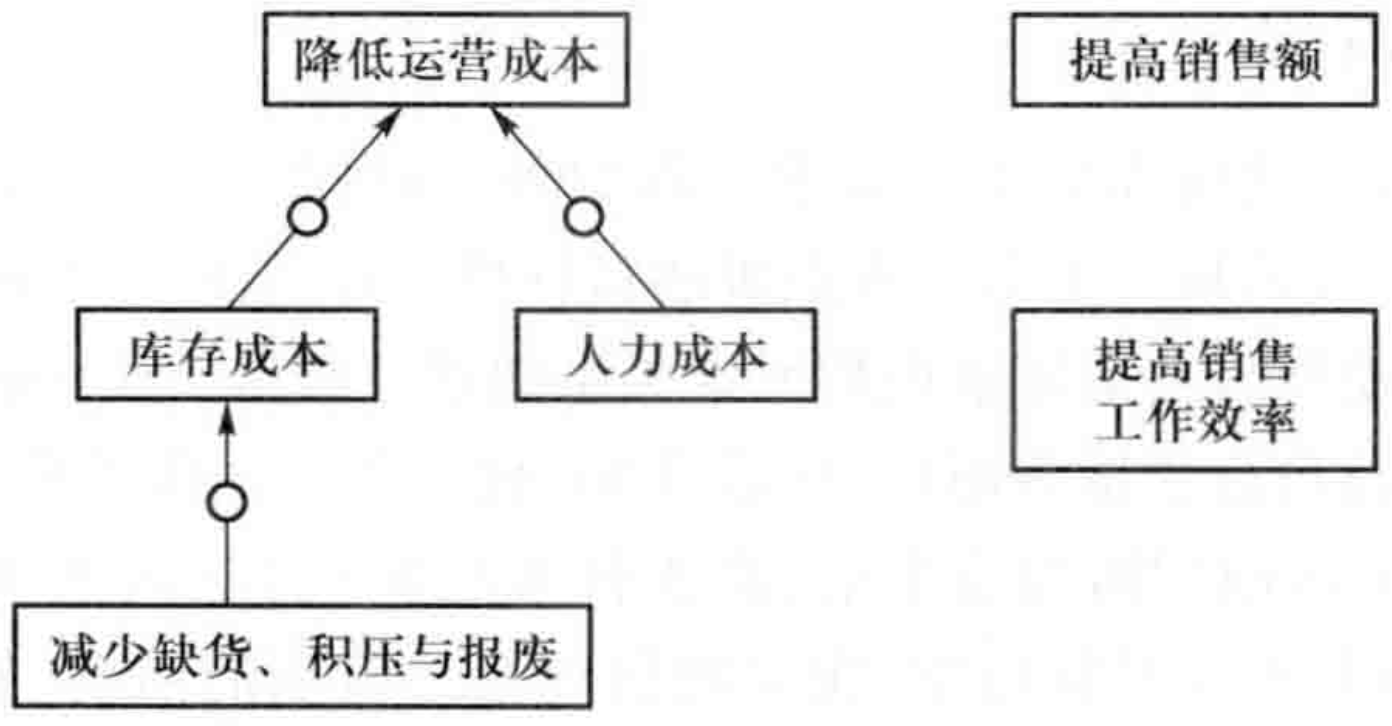 降低运营成本
提高销售额
库存成本
人力成本
提高销售
工作效率
减少缺货、积压与报废